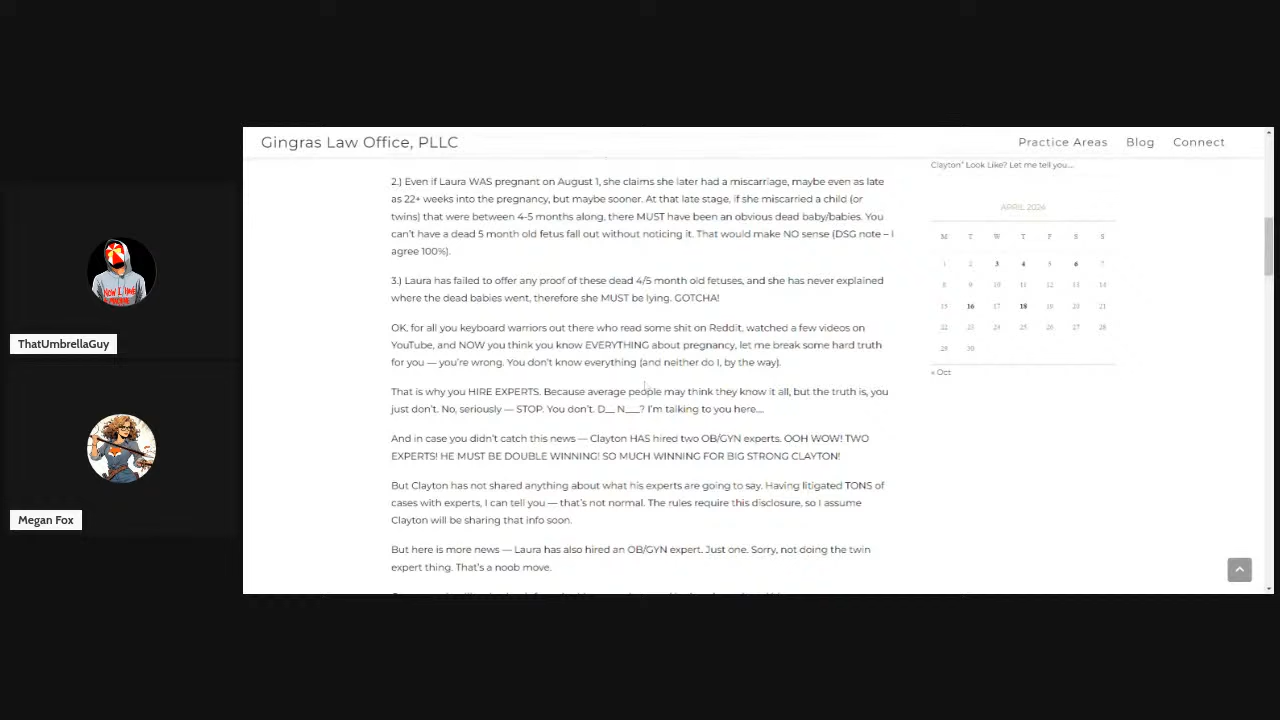 Gingras Law Office, PLLC
Practice Areas
Blog
Connect
2.) Even if Laura WAS pregnant on August 1, she claims she later had a miscarriage, maybe even as late
as 22+ weeks into the pregnancy, but maybe sooner. At that late stage, if she miscarried a child (or
twins) that were between 4-5 months along, there MUST have been an obvious dead baby/babies. You
can't have a dead 5 month old fetus fall out without noticing it. That would make NO sense (DSG note – I
agree 100%).
3.) Laura has failed to offer any proof of these dead 4/5 month old fetuses, and she has never explained
where the dead babies went, therefore she MUST be lying. GOTCHA!
OK, for all you keyboard warriors out there who read some shit on Reddit, watched a few videos on
YouTube, and NOW you think you know EVERYTHING about pregnancy, let me break some hard truth
for you — you're wrong. You don't know everything (and neither do I, by the way).
That is why you HIRE EXPERTS. Because average people may think they know it all, but the truth is, you
just don't. No, seriously — STOP. You don't. D__ N___? I'm talking to you here....
And in case you didn't catch this news — Clayton HAS hired two OB/GYN experts. OOH WOW! TWO
EXPERTS! HE MUST BE DOUBLE WINNING! SO MUCH WINNING FOR BIG STRONG CLAYTON!
But Clayton has not shared anything about what his experts are going to say. Having litigated TONS of
cases with experts, I can tell you — that's not normal. The rules require this disclosure, so I assume
Clayton will be sharing that info soon.
But here is more news — Laura has also hired an OB/GYN expert. Just one. Sorry, not doing the twin
expert thing. That's a noob move.
Clayton" Look Like? Let me tell you....
APRIL 2024
M T W T F S S
1 2 3 4 5 6 7
8 9 10 11 12 13 14
15 16 17 18 19 20 21
22 23 24 25 26 27 28
29 30
« Oct
ThatUmbrellaGuy
Megan Fox